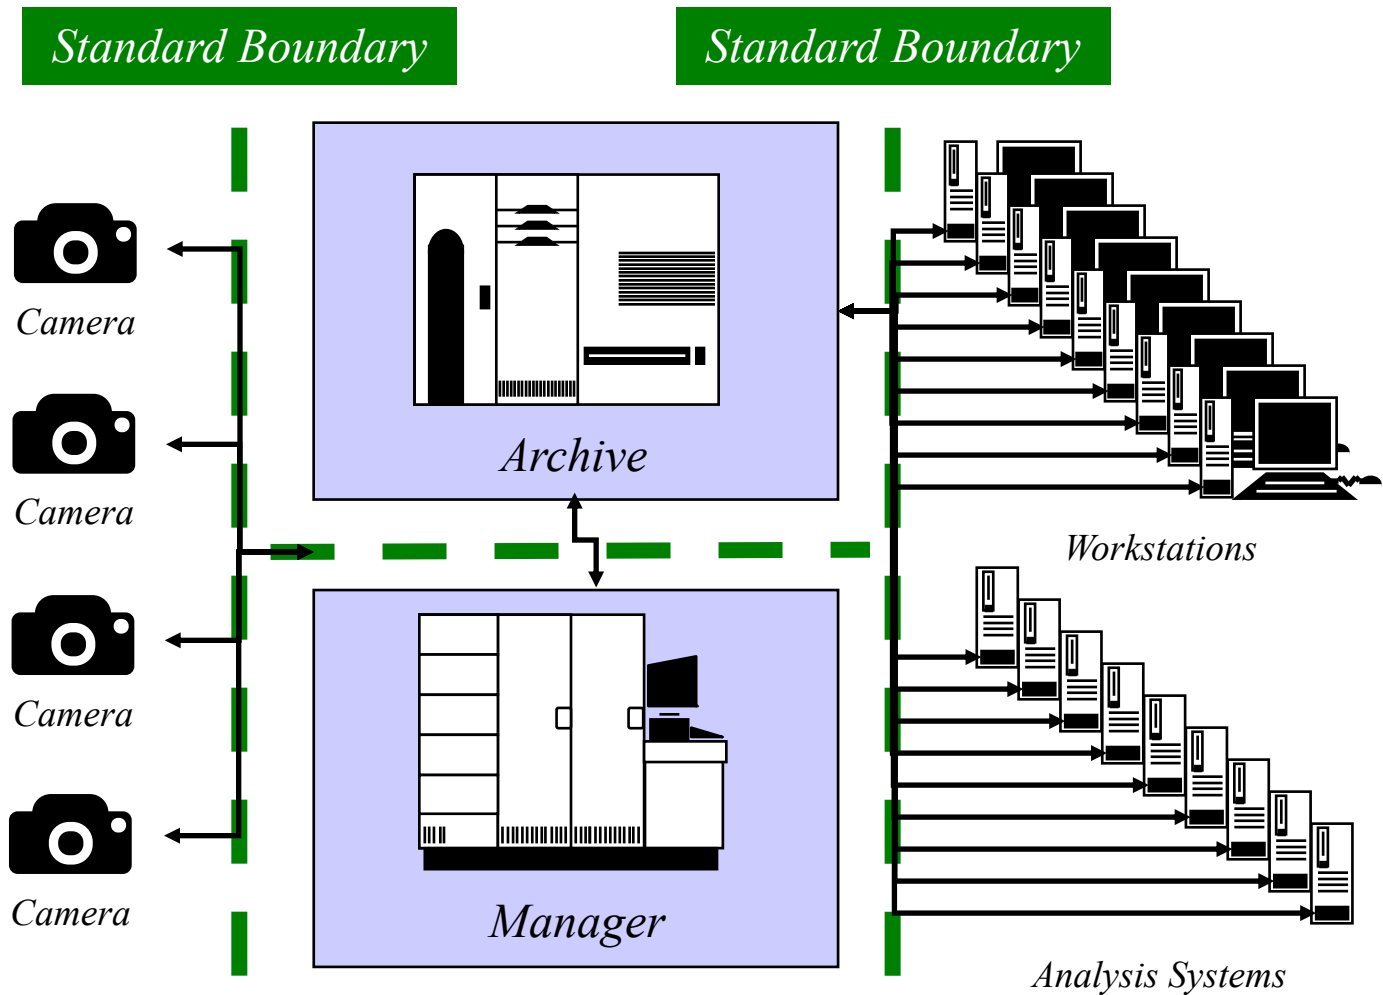 Standard Boundary
Standard Boundary
Camera
Camera
Camera
Camera
Archive
Manager
Workstations
Analysis Systems